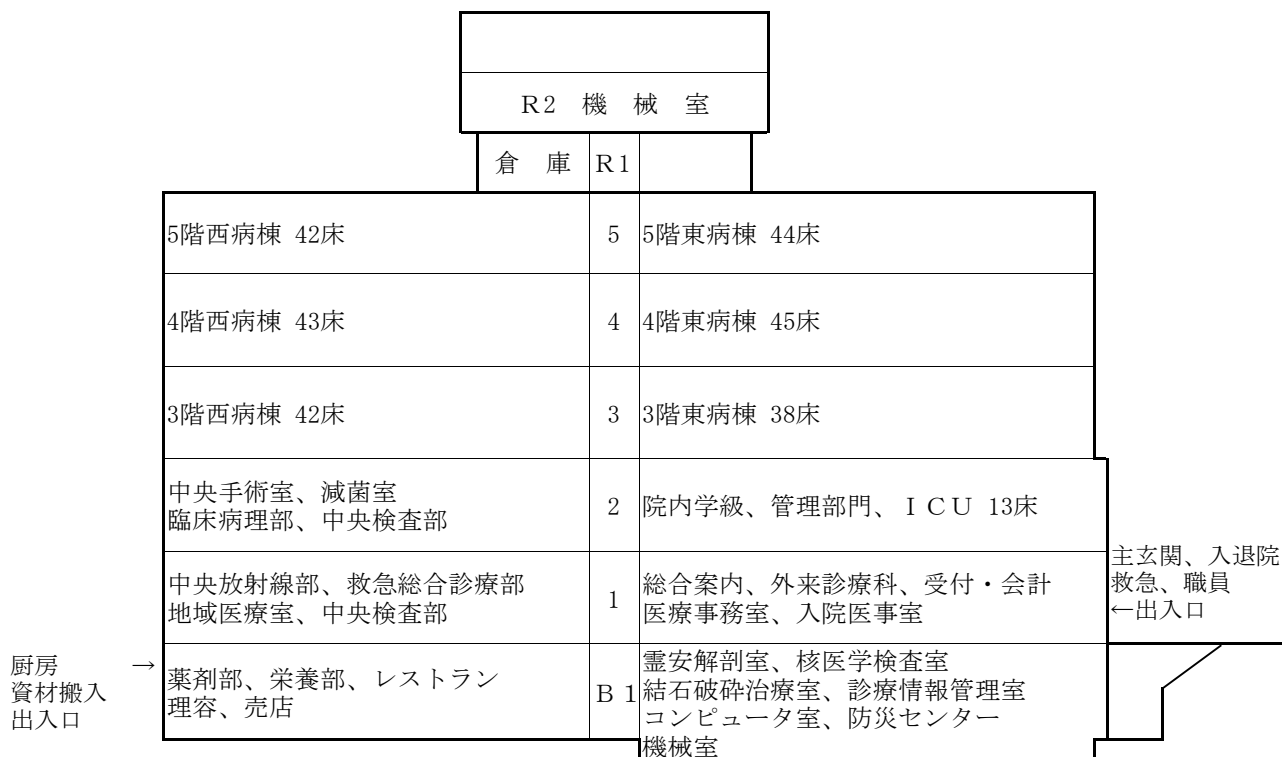 R2 機 械 室
倉 庫 R1
5階西病棟 42床 5 5階東病棟 44床
4階西病棟 43床 4 4階東病棟 45床
3階西病棟 42床 3 3階東病棟 38床
中央手術室、減菌室
臨床病理部、中央検査部
2 院内学級、管理部門、ＩＣＵ 13床
中央放射線部、救急総合診療部
地域医療室、中央検査部
1
総合案内、外来診療科、受付・会計
医療事務室、入院医事室
主玄関、入退院
救急、職員
←出入口
厨房 →
資材搬入
出入口
薬剤部、栄養部、レストラン
理容、売店
Ｂ１
霊安解剖室、核医学検査室
結石破砕治療室、診療情報管理室
コンピュータ室、防災センター
機械室